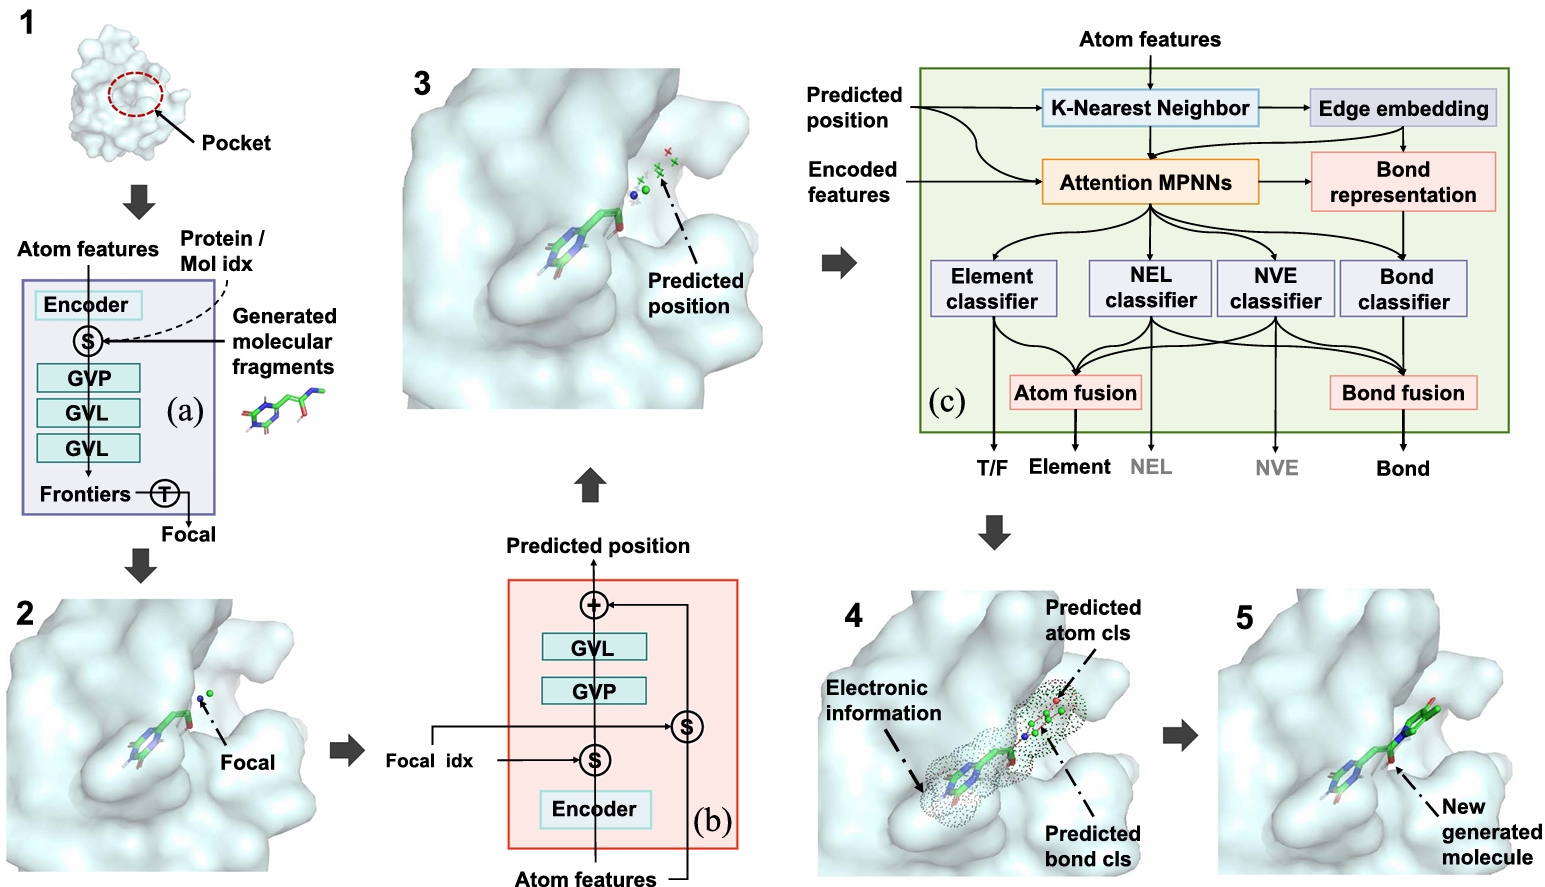 1
Pocket
Atom features
Protein /
Mol idx
Encoder
S
Generated
molecular
fragments
GVP
GVL
GVL
(a)
Frontiers
T
Focal
2
Focal
3
Predicted
position
Predicted position
+
GVL
GVP
S
Focal idx
S
Encoder
(b)
Atom features
Atom features
Predicted
position
K-Nearest Neighbor
Edge embedding
Encoded
features
Attention MPNNs
Bond
representation
Element
classifier
NEL
classifier
NVE
classifier
Bond
classifier
(c)
Atom fusion
Bond fusion
T/F
Element
NEL
NVE
Bond
4
Predicted
atom cls
Electronic
information
Predicted
bond cls
5
New
generated
molecule